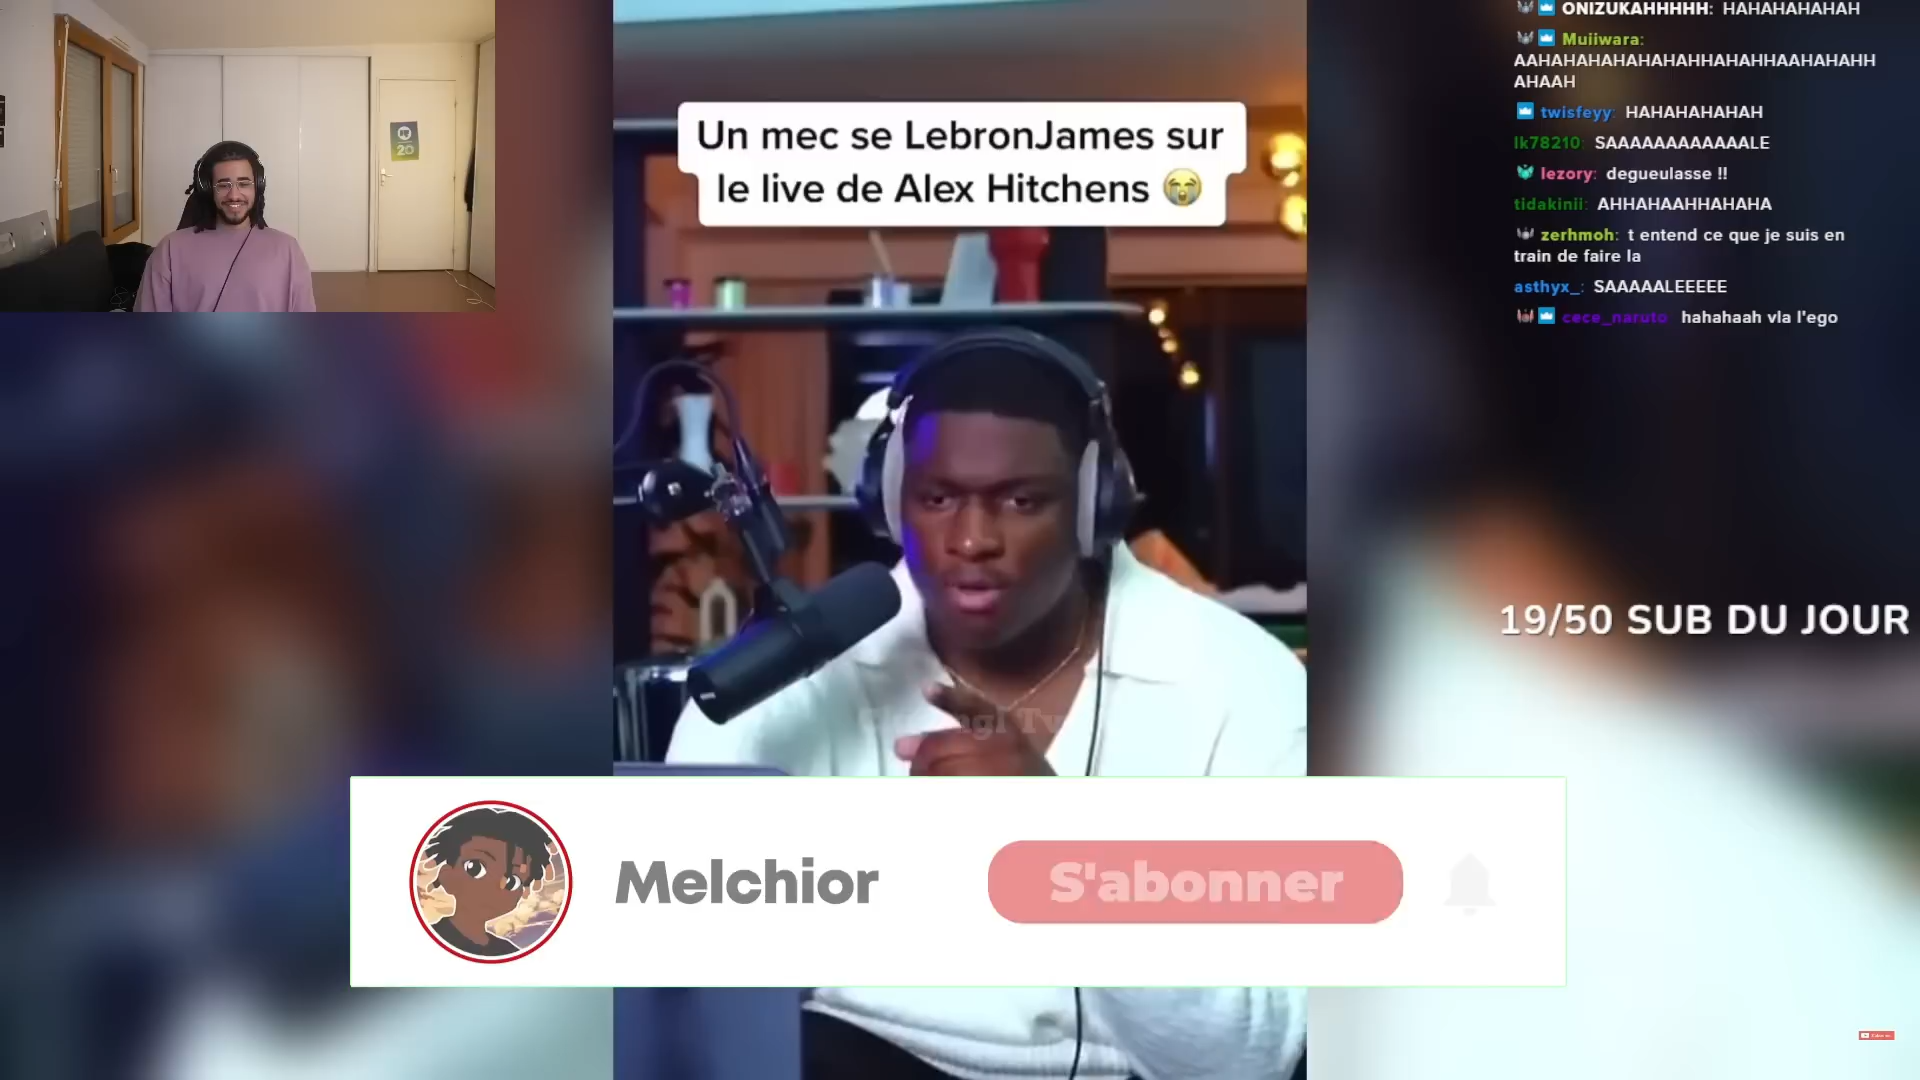 ONIZUKAHHHHH: HAHAHAHAHAH
Muiiwara:
AAHAHAHAHAHAHAHHAHAHHAAHAHAHH
AHAAH
twisfeyy: HAHAHAHAHAH
lk78210: SAAAAAAAAAAAALE
lezory: degueulasse !!
tidakinii: AHHAHAAHHAHAHA
zerhmoh: t entend ce que je suis en
train de faire la
asthyx_: SAAAAALEEEEE
cece_naruto hahahaah vla l'ego
Un mec se LebronJames sur
le live de Alex Hitchens 😭
20
19/50 SUB DU JOUR
Melchior
S'abonner